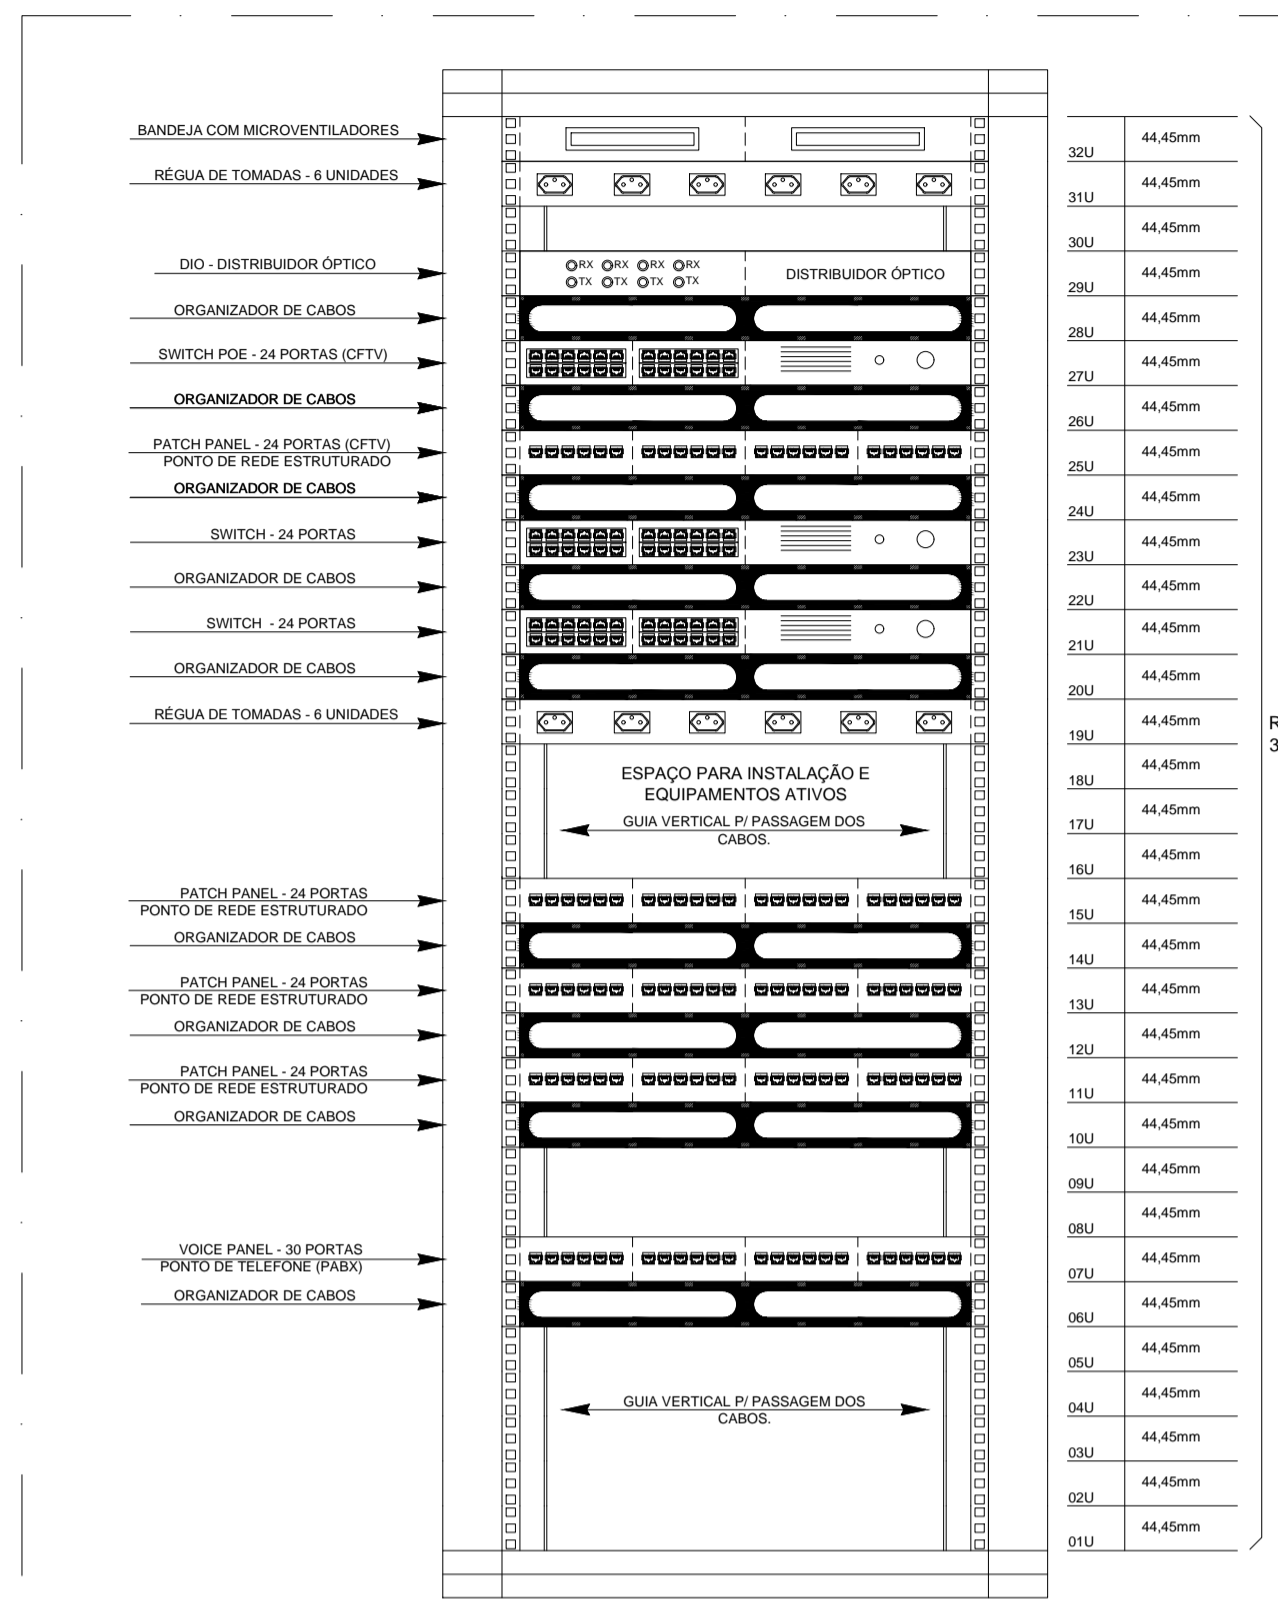 BANDEJA COM MICROVENTILADORES
32U 44,45mm
RÉGUA DE TOMADAS - 6 UNIDADES
31U 44,45mm
30U 44,45mm
DIO - DISTRIBUIDOR ÓPTICO
RX RX RX RX
TX TX TX TX
DISTRIBUIDOR ÓPTICO
29U 44,45mm
ORGANIZADOR DE CABOS
28U 44,45mm
SWITCH POE - 24 PORTAS (CFTV)
27U 44,45mm
ORGANIZADOR DE CABOS
26U 44,45mm
PATCH PANEL - 24 PORTAS (CFTV)
PONTO DE REDE ESTRUTURADO
25U 44,45mm
ORGANIZADOR DE CABOS
24U 44,45mm
SWITCH - 24 PORTAS
23U 44,45mm
ORGANIZADOR DE CABOS
22U 44,45mm
SWITCH - 24 PORTAS
21U 44,45mm
ORGANIZADOR DE CABOS
20U 44,45mm
RÉGUA DE TOMADAS - 6 UNIDADES
19U 44,45mm
R
3
ESPAÇO PARA INSTALAÇÃO E
EQUIPAMENTOS ATIVOS
18U 44,45mm
GUIA VERTICAL P/ PASSAGEM DOS
CABOS.
17U 44,45mm
16U 44,45mm
PATCH PANEL - 24 PORTAS
PONTO DE REDE ESTRUTURADO
15U 44,45mm
ORGANIZADOR DE CABOS
14U 44,45mm
PATCH PANEL - 24 PORTAS
PONTO DE REDE ESTRUTURADO
13U 44,45mm
ORGANIZADOR DE CABOS
12U 44,45mm
PATCH PANEL - 24 PORTAS
PONTO DE REDE ESTRUTURADO
11U 44,45mm
ORGANIZADOR DE CABOS
10U 44,45mm
09U 44,45mm
08U 44,45mm
VOICE PANEL - 30 PORTAS
PONTO DE TELEFONE (PABX)
07U 44,45mm
ORGANIZADOR DE CABOS
06U 44,45mm
05U 44,45mm
GUIA VERTICAL P/ PASSAGEM DOS
CABOS.
04U 44,45mm
03U 44,45mm
02U 44,45mm
01U 44,45mm